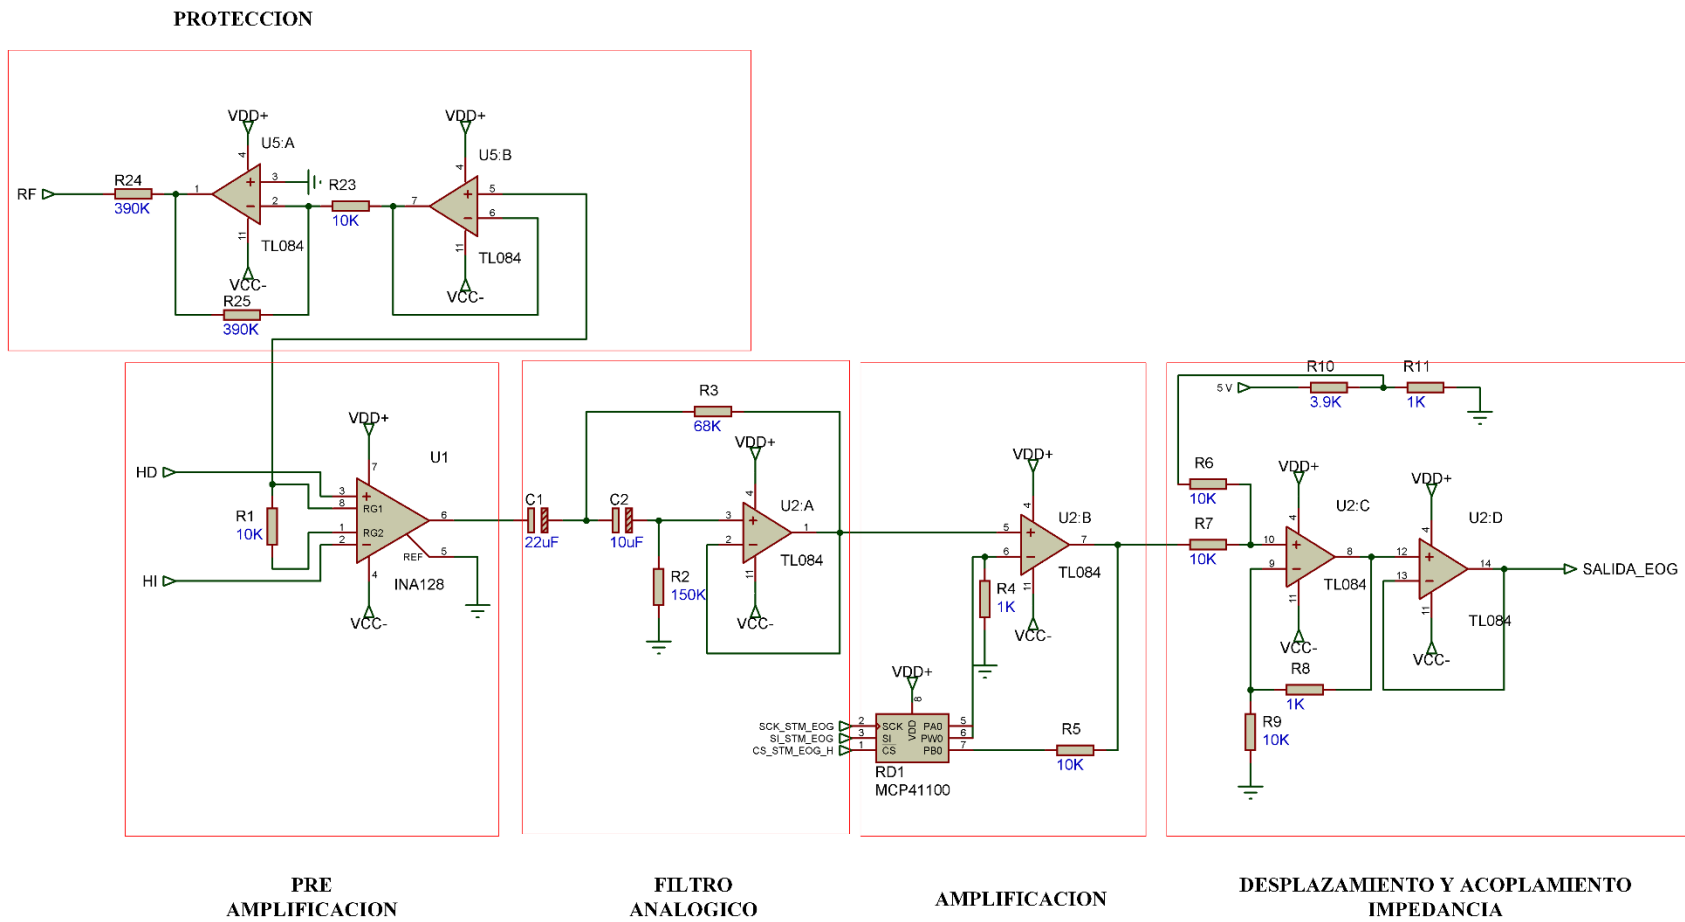 PROTECCION
VDD+
VDD+
U5:A
U5:B
4
4
RF
R24
390K
1
3
2
R23
10K
7
5
6
11
11
TL084
TL084
VCC-
VCC-
R25
390K
HD
HI
R1
10K
VDD+
7
U1
3
8
1
2
RG1
RG2
6
REF
5
4
INA128
VCC-
R3
68K
C1
22uF
C2
10uF
R2
150K
VDD+
4
U2:A
3
2
1
TL084
11
VCC-
VDD+
4
U2:B
5
6
7
TL084
11
VCC-
R4
1K
VDD+
8
SCK_STM_EOG
SI_STM_EOG
CS_STM_EOG_H
2
3
1
SCK
SI
CS
VDD
PA0
PW0
PB0
5
6
7
RD1
MCP41100
R5
10K
5 V
R10
3.9K
R11
1K
R6
10K
R7
10K
VDD+
4
U2:C
10
9
8
TL084
11
VCC-
R8
1K
R9
10K
VDD+
4
U2:D
12
13
14
TL084
11
VCC-
SALIDA_EOG
PRE
AMPLIFICACION
FILTRO
ANALOGICO
AMPLIFICACION
DESPLAZAMIENTO Y ACOPLAMIENTO
IMPEDANCIA